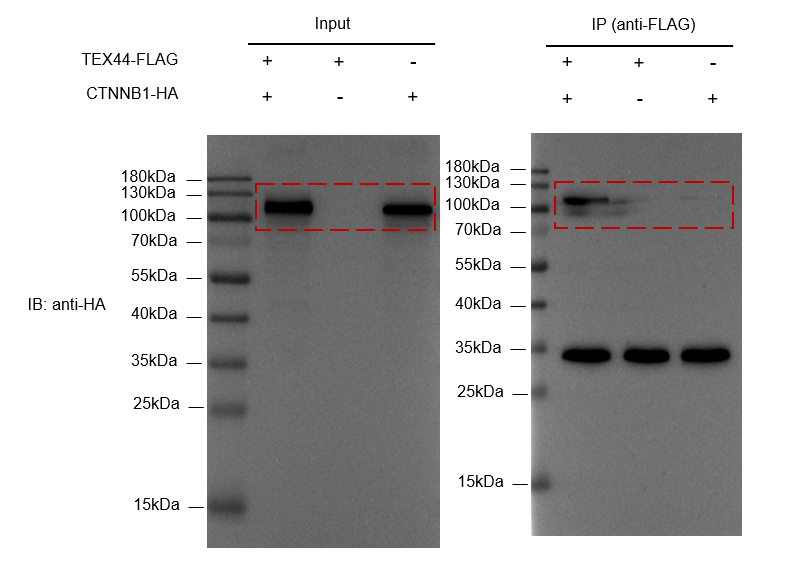 Input
IP (anti-FLAG)
TEX44-FLAG + + - + + -
CTNNB1-HA + - + + - +
IB: anti-HA
180kDa
130kDa
100kDa
70kDa
55kDa
40kDa
35kDa
25kDa
15kDa
180kDa
130kDa
100kDa
70kDa
55kDa
40kDa
35kDa
25kDa
15kDa